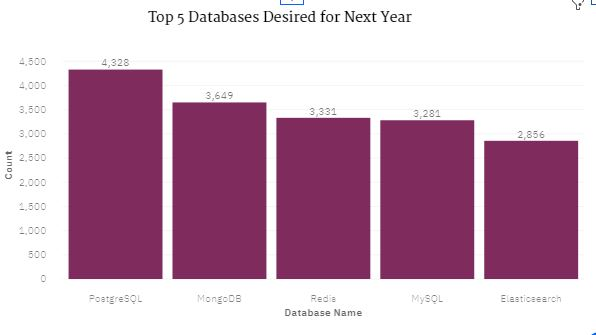 Top 5 Databases Desired for Next Year
4,500
4,000
3,500
3,000
2,500
2,000
1,500
1,000
500
0
Count
4,328
3,649
3,331
3,281
2,856
PostgreSQL
MongoDB
Redis
MySQL
Elasticsearch
Database Name